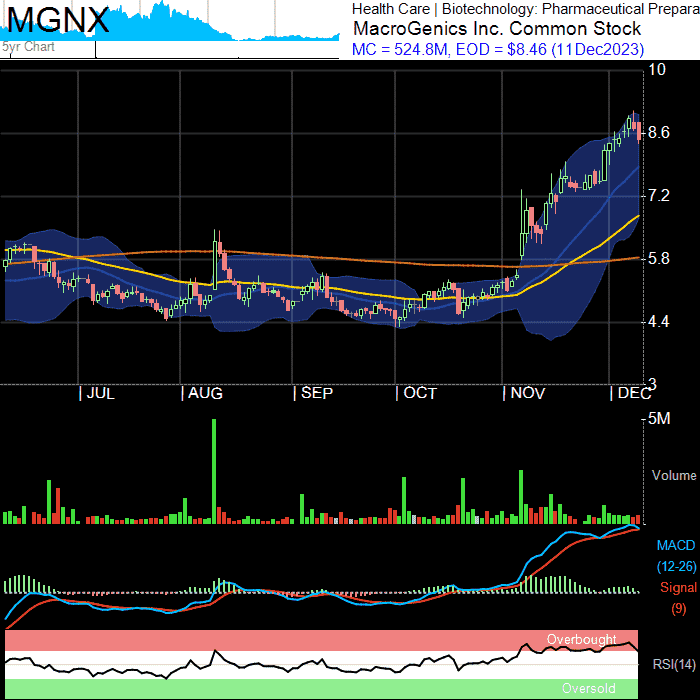 MGNX
5yr Chart
Health Care | Biotechnology: Pharmaceutical Prepara
MacroGenics Inc. Common Stock
MC = 524.8M, EOD = $8.46 (11Dec2023)
10
8.6
7.2
5.8
4.4
3
| JUL | AUG | SEP | OCT | NOV | DEC
5M
Volume
MACD
(12-26)
Signal
(9)
Overbought
RSI(14)
Oversold